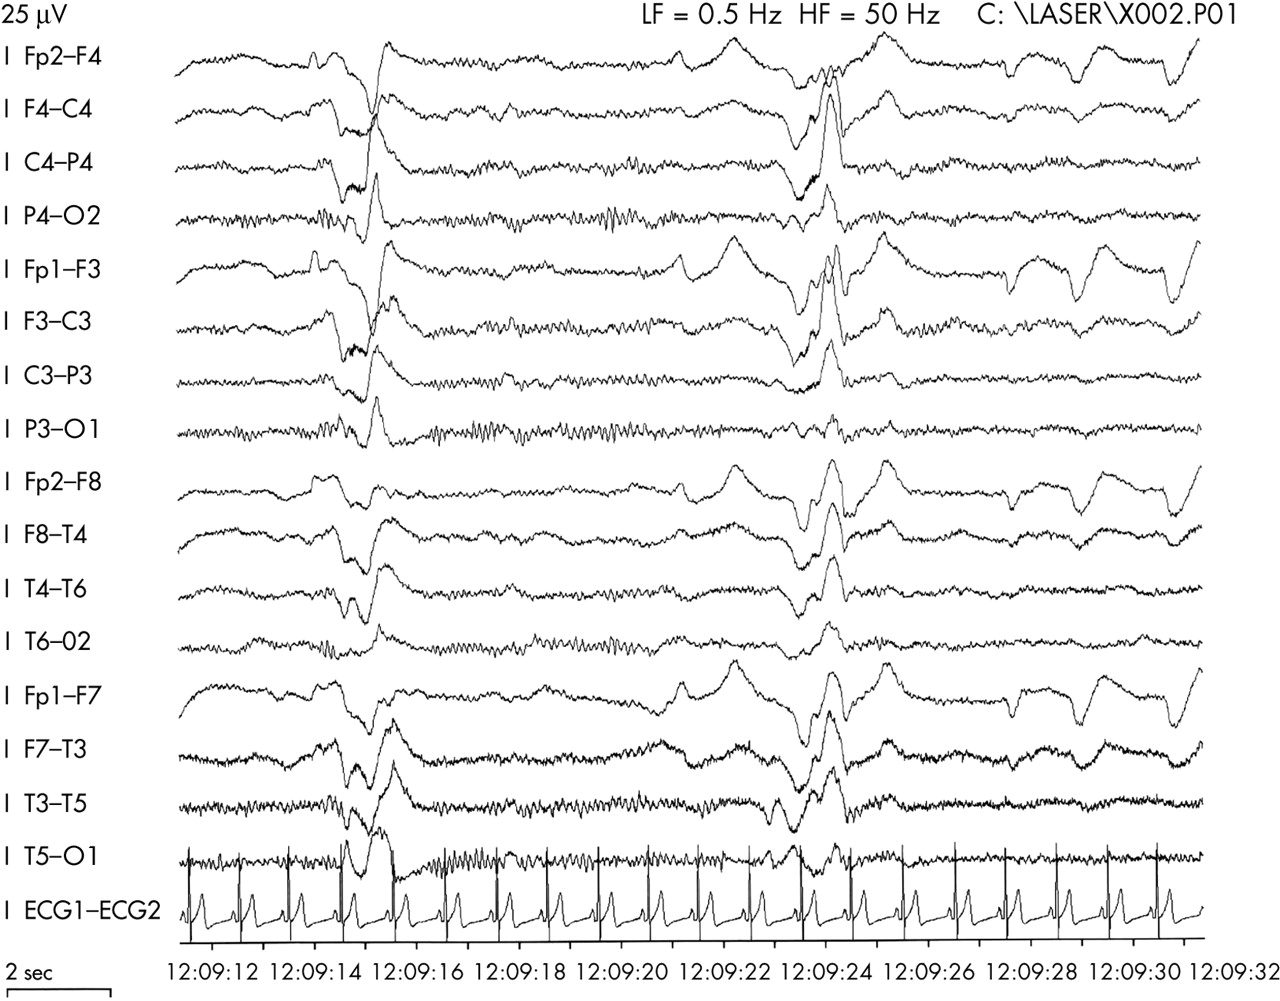 25 µV LF = 0.5 Hz HF = 50 Hz C: \LASER\X002.P01
I Fp2–F4
I F4–C4
I C4–P4
I P4–O2
I Fp1–F3
I F3–C3
I C3–P3
I P3–O1
I Fp2–F8
I F8–T4
I T4–T6
I T6–02
I Fp1–F7
I F7–T3
I T3–T5
I T5–O1
I ECG1–ECG2
2 sec 12:09:12 12:09:14 12:09:16 12:09:18 12:09:20 12:09:22 12:09:24 12:09:26 12:09:28 12:09:30 12:09:32